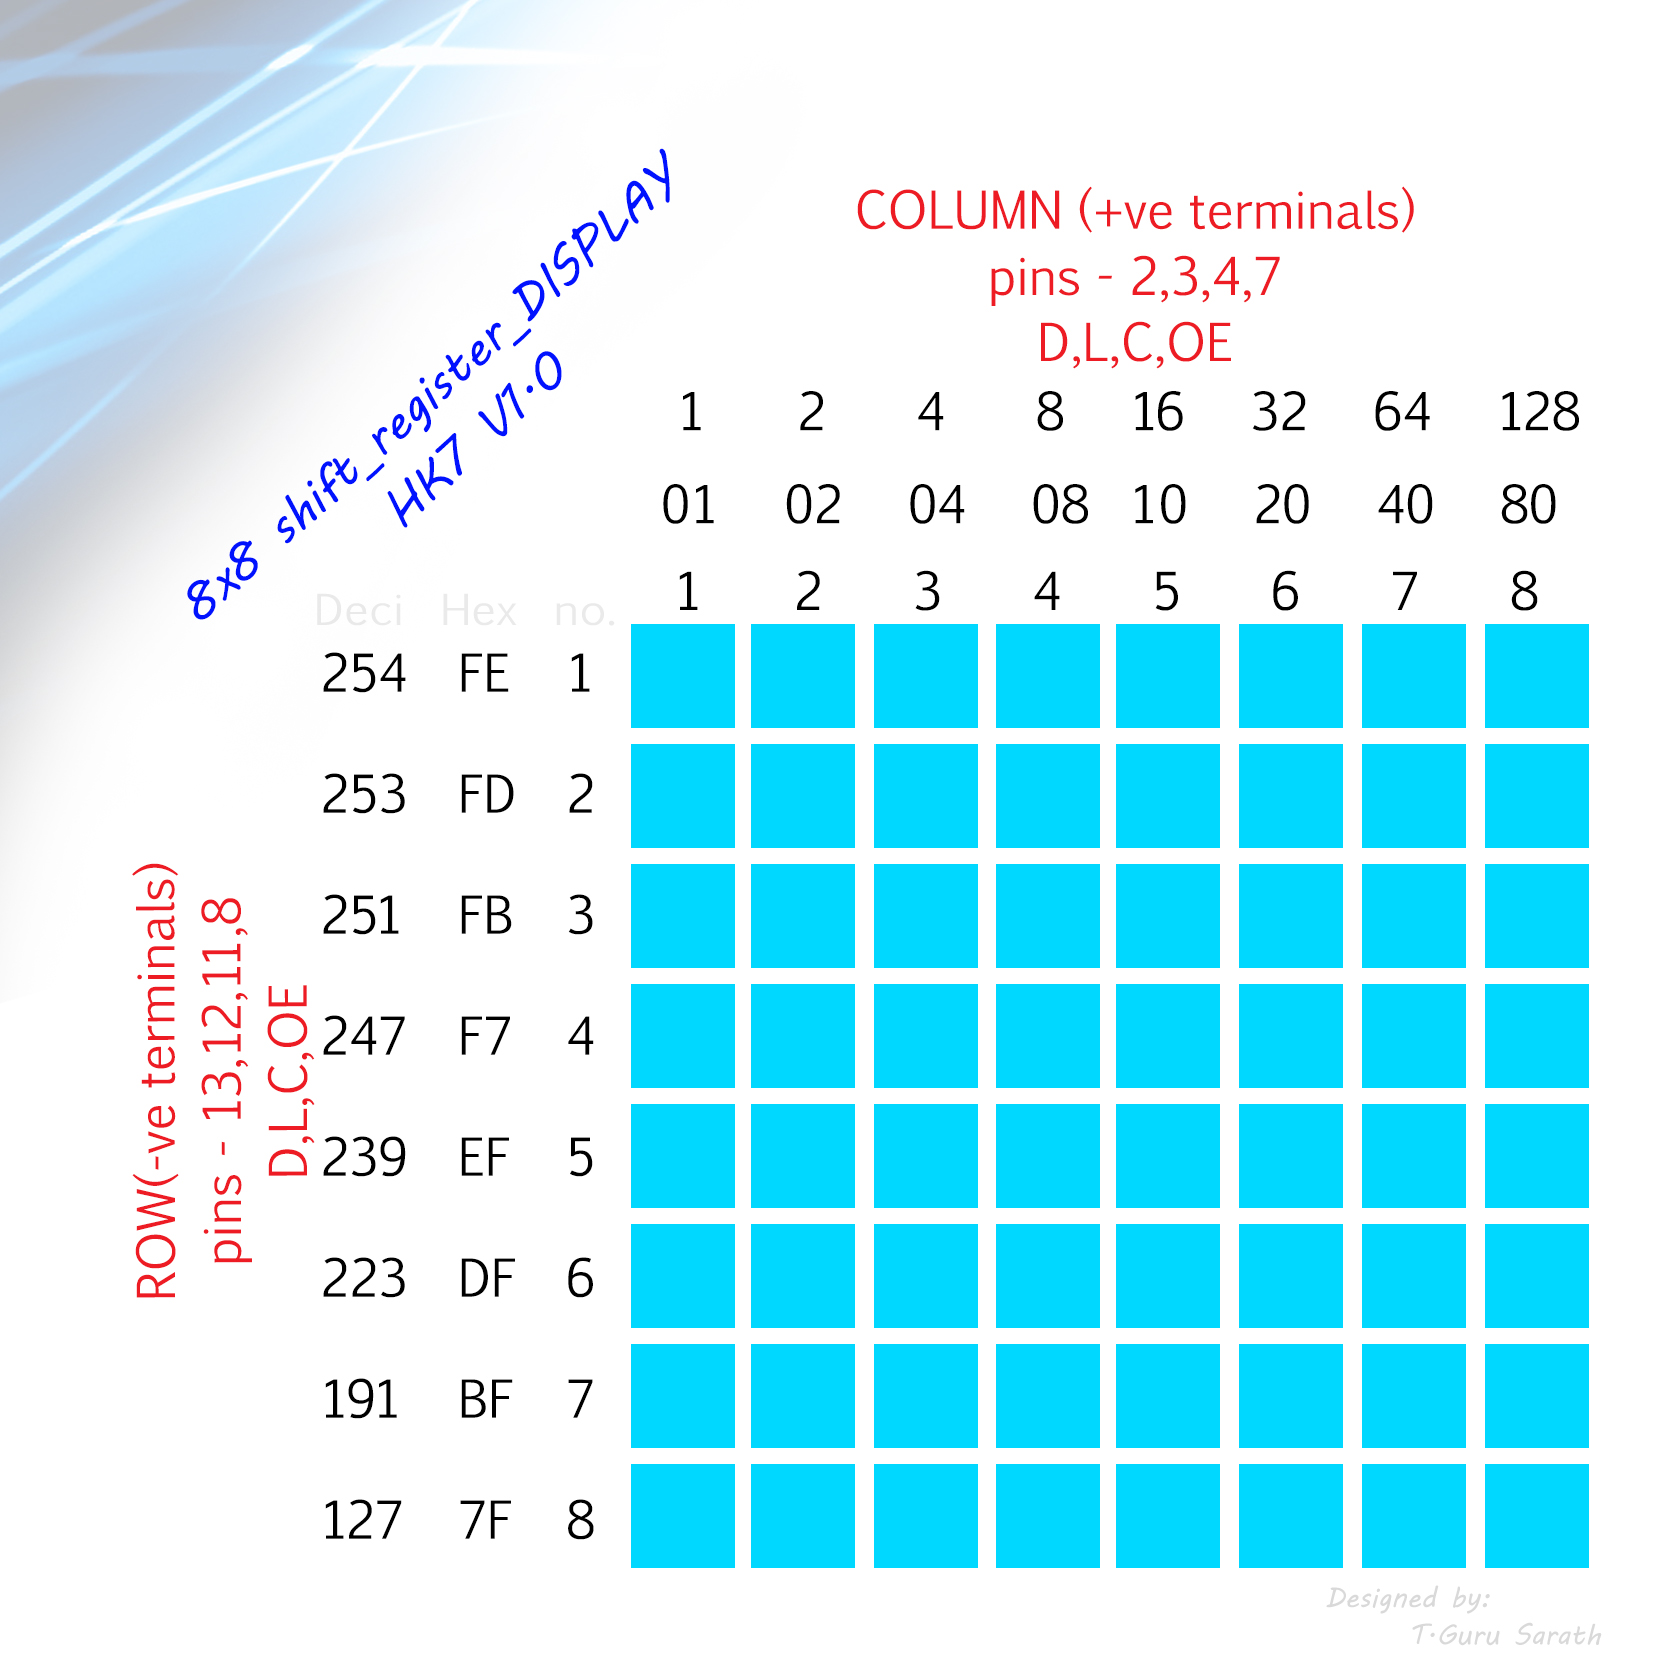 8x8 shift_register_DISPLAY
HK7 V1.0
COLUMN (+ve terminals)
pins - 2,3,4,7
D,L,C,OE
1 2 4 8 16 32 64 128
01 02 04 08 10 20 40 80
1 2 3 4 5 6 7 8
Deci Hex no.
254 FE 1
253 FD 2
251 FB 3
247 F7 4
239 EF 5
223 DF 6
191 BF 7
127 7F 8
ROW(-ve terminals)
pins - 13,12,11,8
D,L,C,OE
Designed by:
T.Guru Sarath